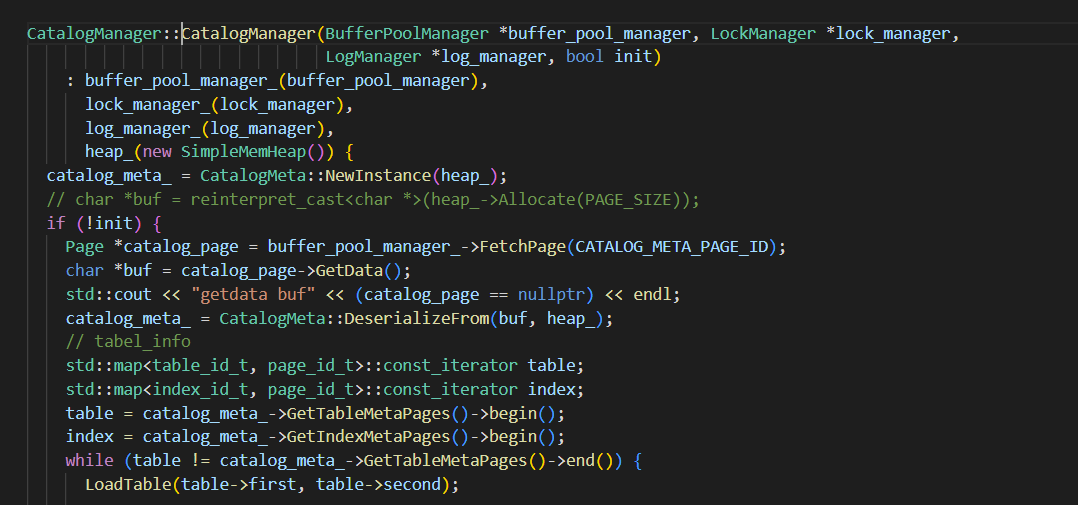 CatalogManager::CatalogManager(BufferPoolManager *buffer_pool_manager, LockManager *lock_manager,
LogManager *log_manager, bool init)
: buffer_pool_manager_(buffer_pool_manager),
lock_manager_(lock_manager),
log_manager_(log_manager),
heap_(new SimpleMemHeap()) {
catalog_meta_ = CatalogMeta::NewInstance(heap_);
// char *buf = reinterpret_cast<char *>(heap_->Allocate(PAGE_SIZE));
if (!init) {
Page *catalog_page = buffer_pool_manager_->FetchPage(CATALOG_META_PAGE_ID);
char *buf = catalog_page->GetData();
std::cout << "getdata buf" << (catalog_page == nullptr) << endl;
catalog_meta_ = CatalogMeta::DeserializeFrom(buf, heap_);
// tabel_info
std::map<table_id_t, page_id_t>::const_iterator table;
std::map<index_id_t, page_id_t>::const_iterator index;
table = catalog_meta_->GetTableMetaPages()->begin();
index = catalog_meta_->GetIndexMetaPages()->begin();
while (table != catalog_meta_->GetTableMetaPages()->end()) {
LoadTable(table->first, table->second);